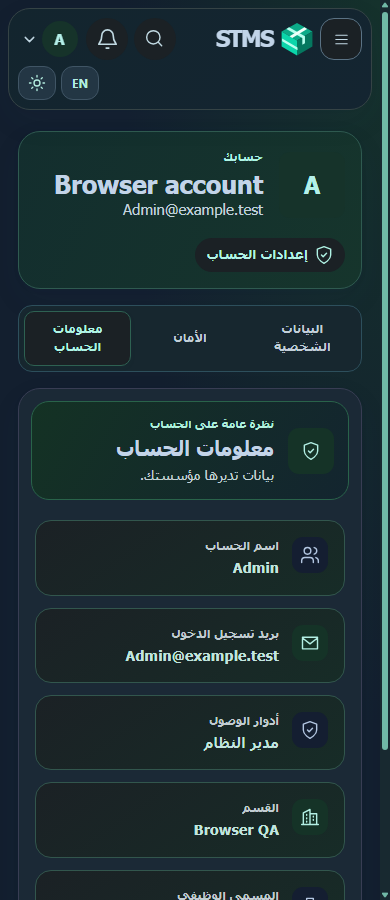 STMS
A
EN
حسابك
A
Browser account
Admin@example.test
إعدادات الحساب
البيانات
الشخصية
الأمان
معلومات
الحساب
نظرة عامة على الحساب
معلومات الحساب
بيانات تديرها مؤسستك.
اسم الحساب
Admin
بريد تسجيل الدخول
Admin@example.test
أدوار الوصول
مدير النظام
القسم
Browser QA
المسمى الوظيفي